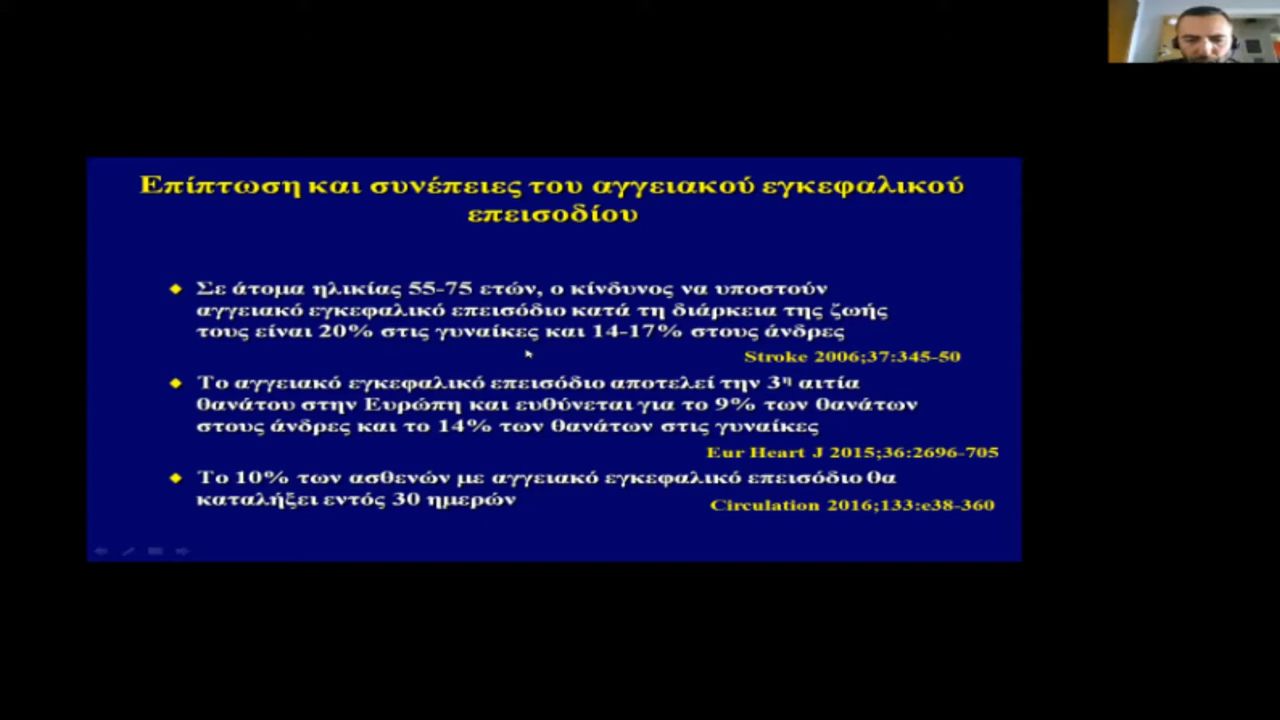 Επίπτωση και συνέπειες του αγγειακού εγκεφαλικού
επεισοδίου
Σε άτομα ηλικίας 55-75 ετών, ο κίνδυνος να υποστούν
αγγειακό εγκεφαλικό επεισόδιο κατά τη διάρκεια της ζωής
τους είναι 20% στις γυναίκες και 14-17% στους άνδρες
Stroke 2006;37:345-50
Το αγγειακό εγκεφαλικό επεισόδιο αποτελεί την 3η αιτία
θανάτου στην Ευρώπη και ευθύνεται για το 9% των θανάτων
στους άνδρες και το 14% των θανάτων στις γυναίκες
Eur Heart J 2015;36:2696-705
Το 10% των ασθενών με αγγειακό εγκεφαλικό επεισόδιο θα
καταλήξει εντός 30 ημερών
Circulation 2016;133:e38-360